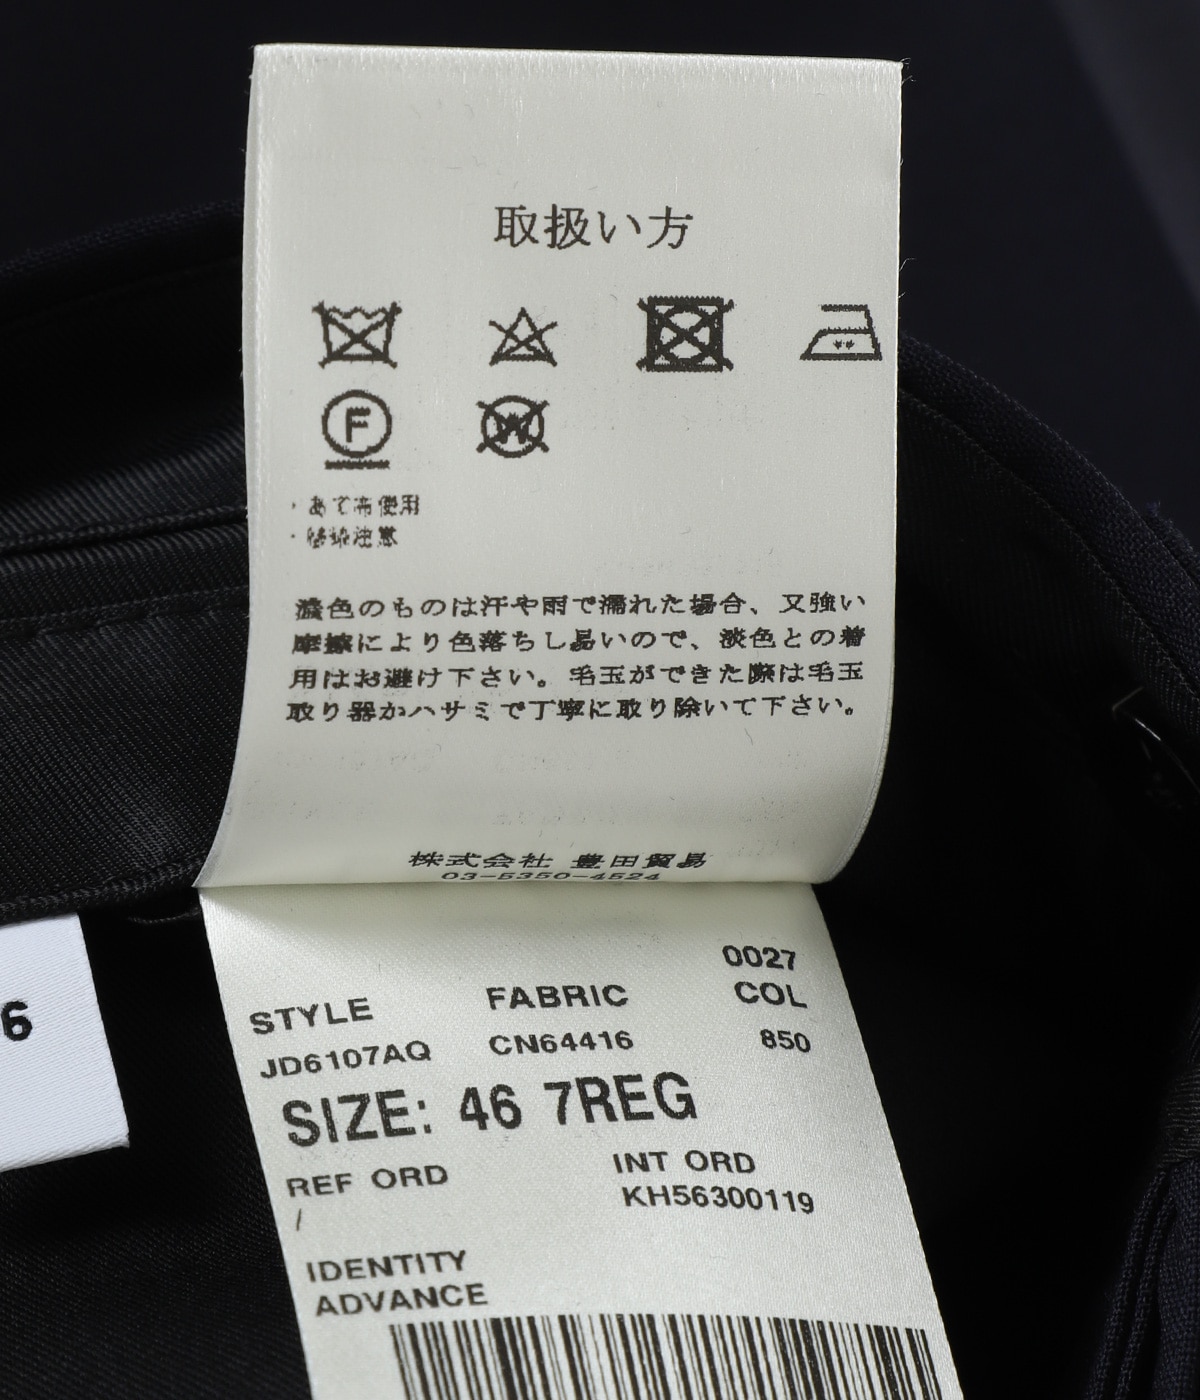 取扱い方
F W
・あて布使用
・移染注意
濃色のものは汗や雨で濡れた場合、又強い
摩擦により色落ちし易いので、淡色との着
用はお避け下さい。毛玉ができた際は毛玉
取り器かハサミで丁寧に取り除いて下さい。
株式会社 豊田貿易
03-5350-4524
0027
STYLE FABRIC COL
JD6107AQ CN64416 850
SIZE: 46 7REG
REF ORD INT ORD
/ KH56300119
IDENTITY
ADVANCE
6